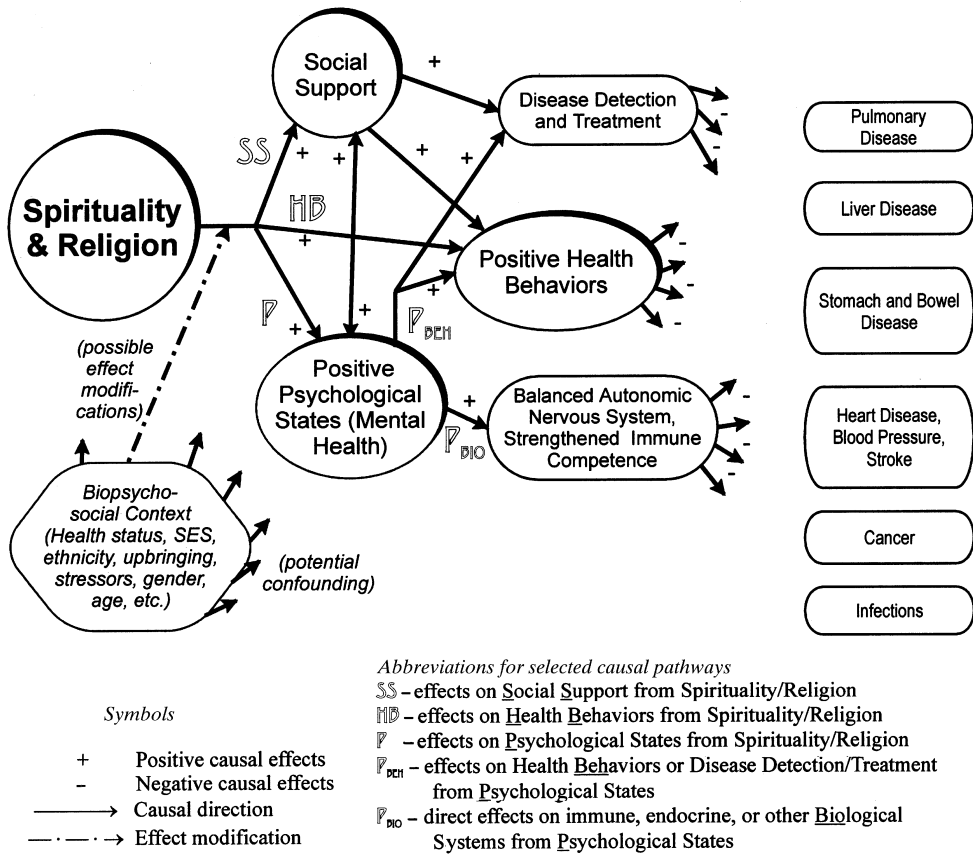 Social
Support
+
Disease Detection
and Treatment
-
-
Pulmonary
Disease
SS
+
+
+
+
Spirituality
& Religion
HB
+
Liver Disease
Positive Health
Behaviors
-
-
-
+
P
+
+
P BEH
Stomach and Bowel
Disease
(possible
effect
modifi-
cations)
Positive
Psychological
States (Mental
Health)
+
P BIO
Balanced Autonomic
Nervous System,
Strengthened Immune
Competence
-
-
-
-
Heart Disease,
Blood Pressure,
Stroke
Biopsycho-
social Context
(Health status, SES,
ethnicity, upbringing,
stressors, gender,
age, etc.)
(potential
confounding)
Cancer
Infections
Symbols
+ Positive causal effects
– Negative causal effects
Causal direction
Effect modification
Abbreviations for selected causal pathways
SS – effects on Social Support from Spirituality/Religion
HB – effects on Health Behaviors from Spirituality/Religion
P – effects on Psychological States from Spirituality/Religion
P BEH – effects on Health Behaviors or Disease Detection/Treatment
from Psychological States
P BIO – direct effects on immune, endocrine, or other Biological
Systems from Psychological States